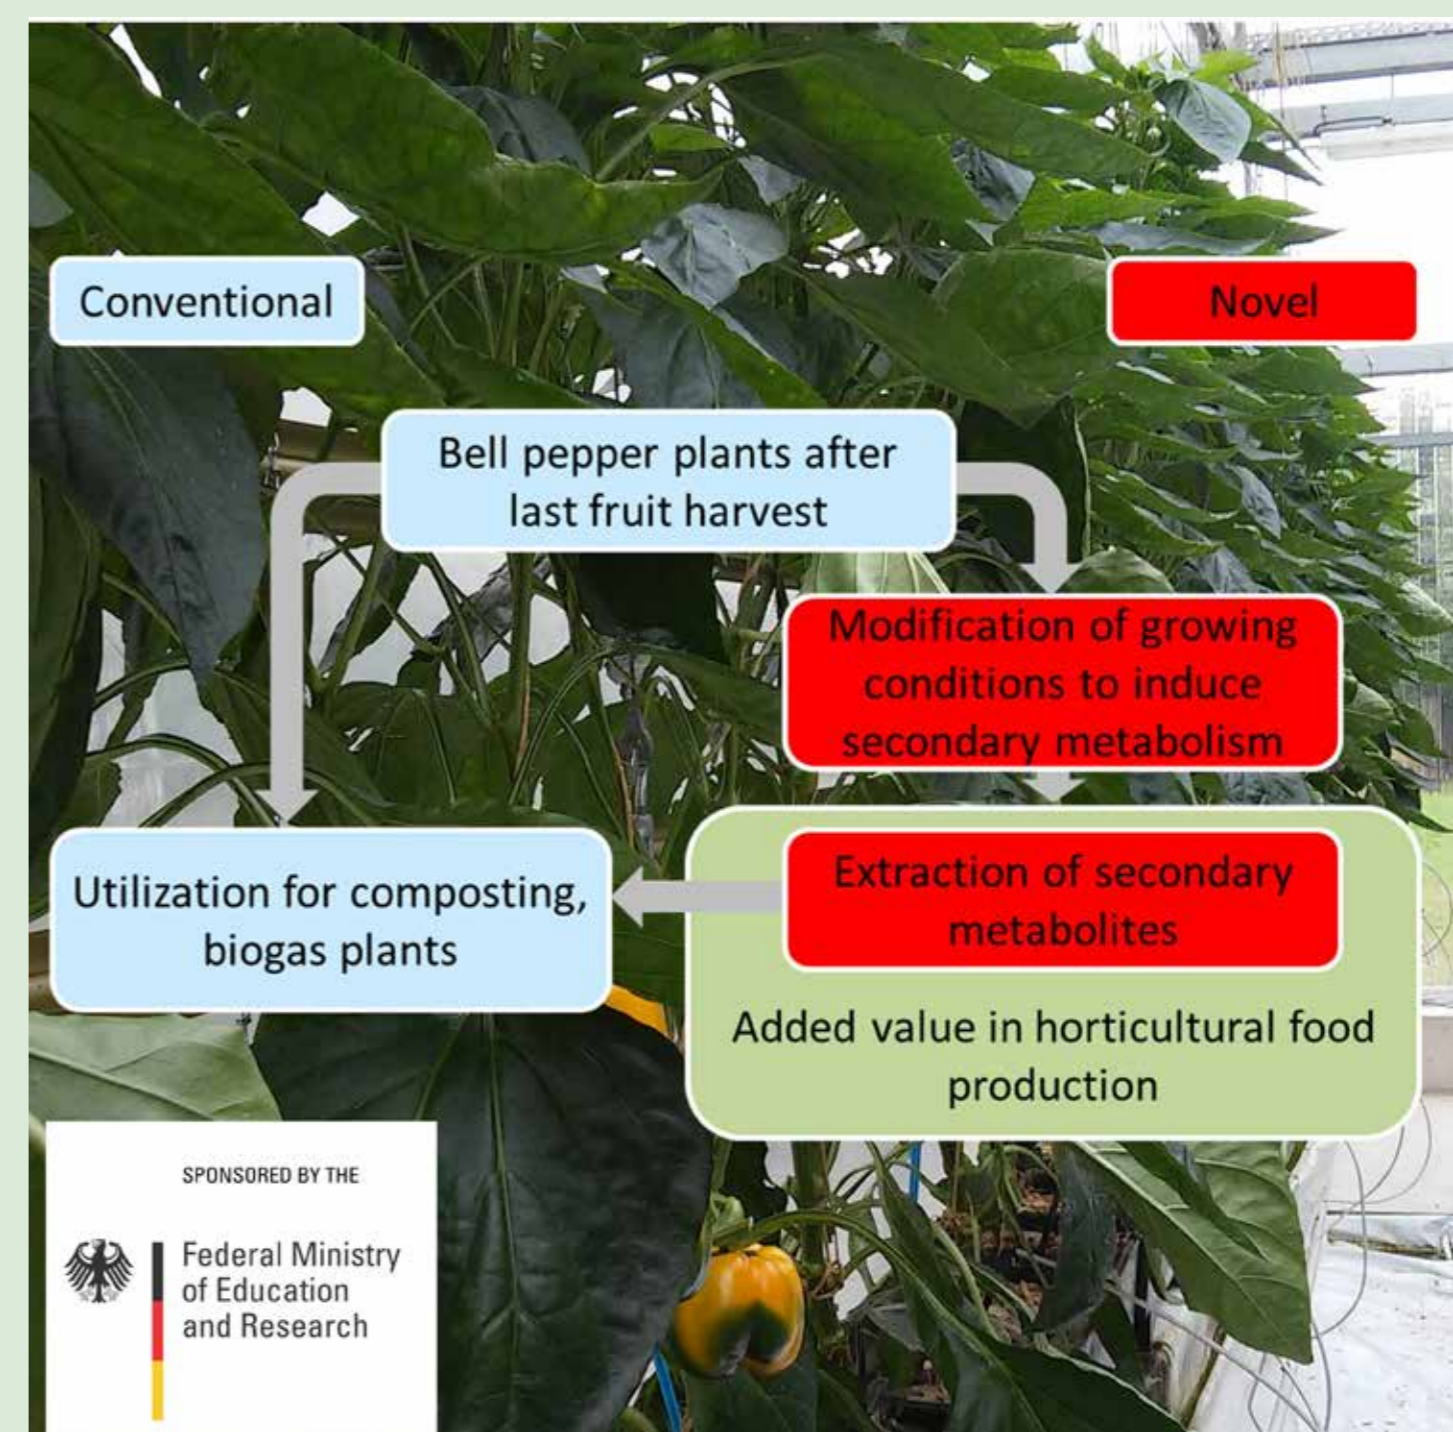 Conventional
Novel
Bell pepper plants after
last fruit harvest
Modification of growing
conditions to induce
secondary metabolism
Utilization for composting,
biogas plants
Extraction of secondary
metabolites
Added value in horticultural food
production
SPONSORED BY THE
Federal Ministry
of Education
and Research